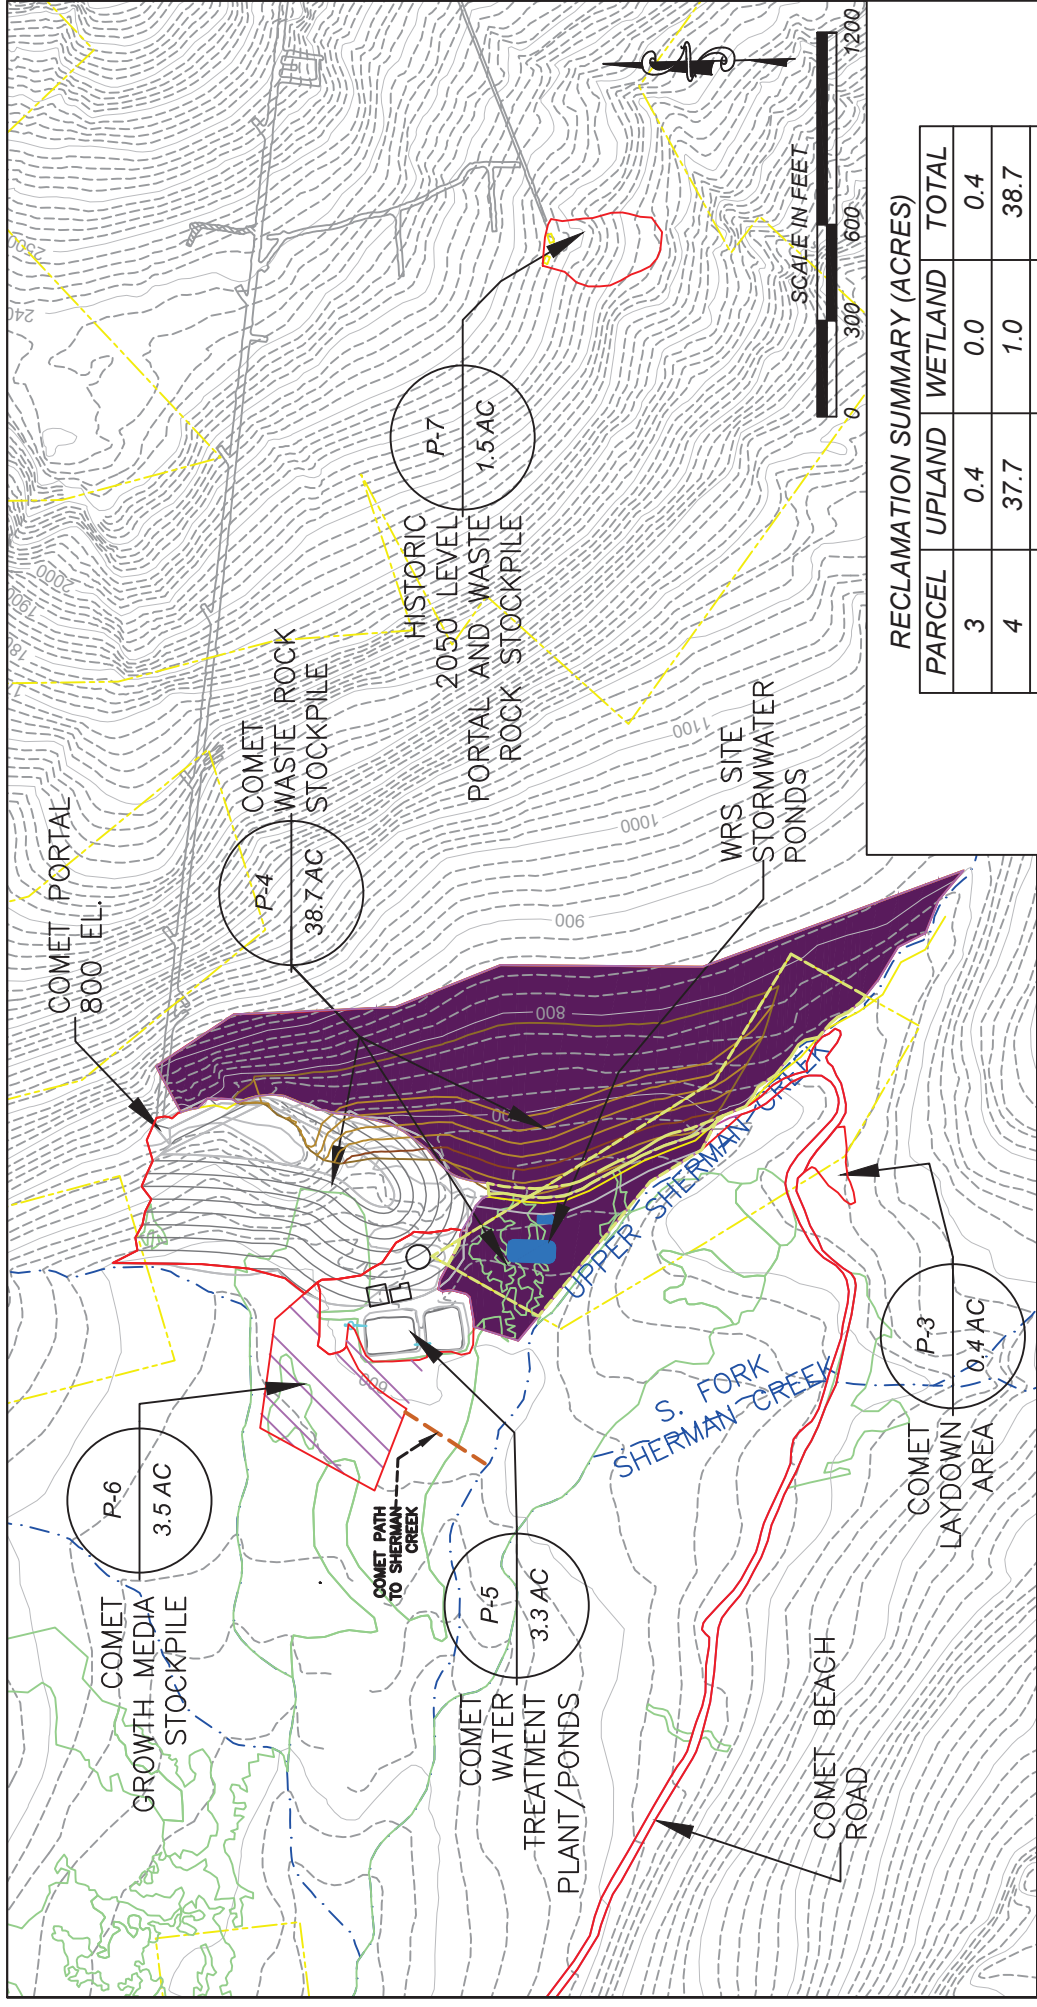 COMET PORTAL
800 EL.
COMET
WASTE ROCK
STOCKPILE
P-4
38.7 AC
HISTORIC
2050 LEVEL
PORTAL AND WASTE
ROCK STOCKPILE
P-7
1.5 AC
WRS SITE
STORMWATER
PONDS
P-6
3.5 AC
COMET
GROWTH MEDIA
STOCKPILE
COMET PATH
TO SHERMAN
CREEK
P-5
3.3 AC
COMET
WATER
TREATMENT
PLANT/PONDS
UPPER SHERMAN CREEK
S. FORK
SHERMAN CREEK
P-3
0.4 AC
COMET
LAYDOWN
AREA
COMET BEACH
ROAD
600
800
900
1000
1100
1900
2000
2500
SCALE IN FEET
0 300 600 1200
RECLAMATION SUMMARY (ACRES)
PARCEL UPLAND WETLAND TOTAL
3 0.4 0.0 0.4
4 37.7 1.0 38.7